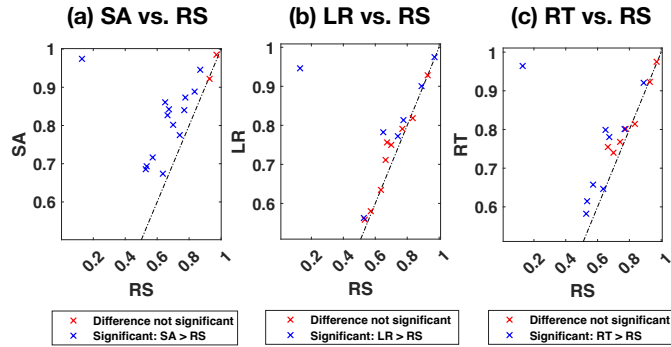 (a) SA vs. RS
1
0.9
0.8
0.7
0.6
SA
0.2
0.4
0.6
0.8
1
RS
× Difference not significant
× Significant: SA > RS
(b) LR vs. RS
1
0.9
0.8
0.7
0.6
LR
0.2
0.4
0.6
0.8
1
RS
× Difference not significant
× Significant: LR > RS
(c) RT vs. RS
1
0.9
0.8
0.7
0.6
RT
0.2
0.4
0.6
0.8
1
RS
× Difference not significant
× Significant: RT > RS